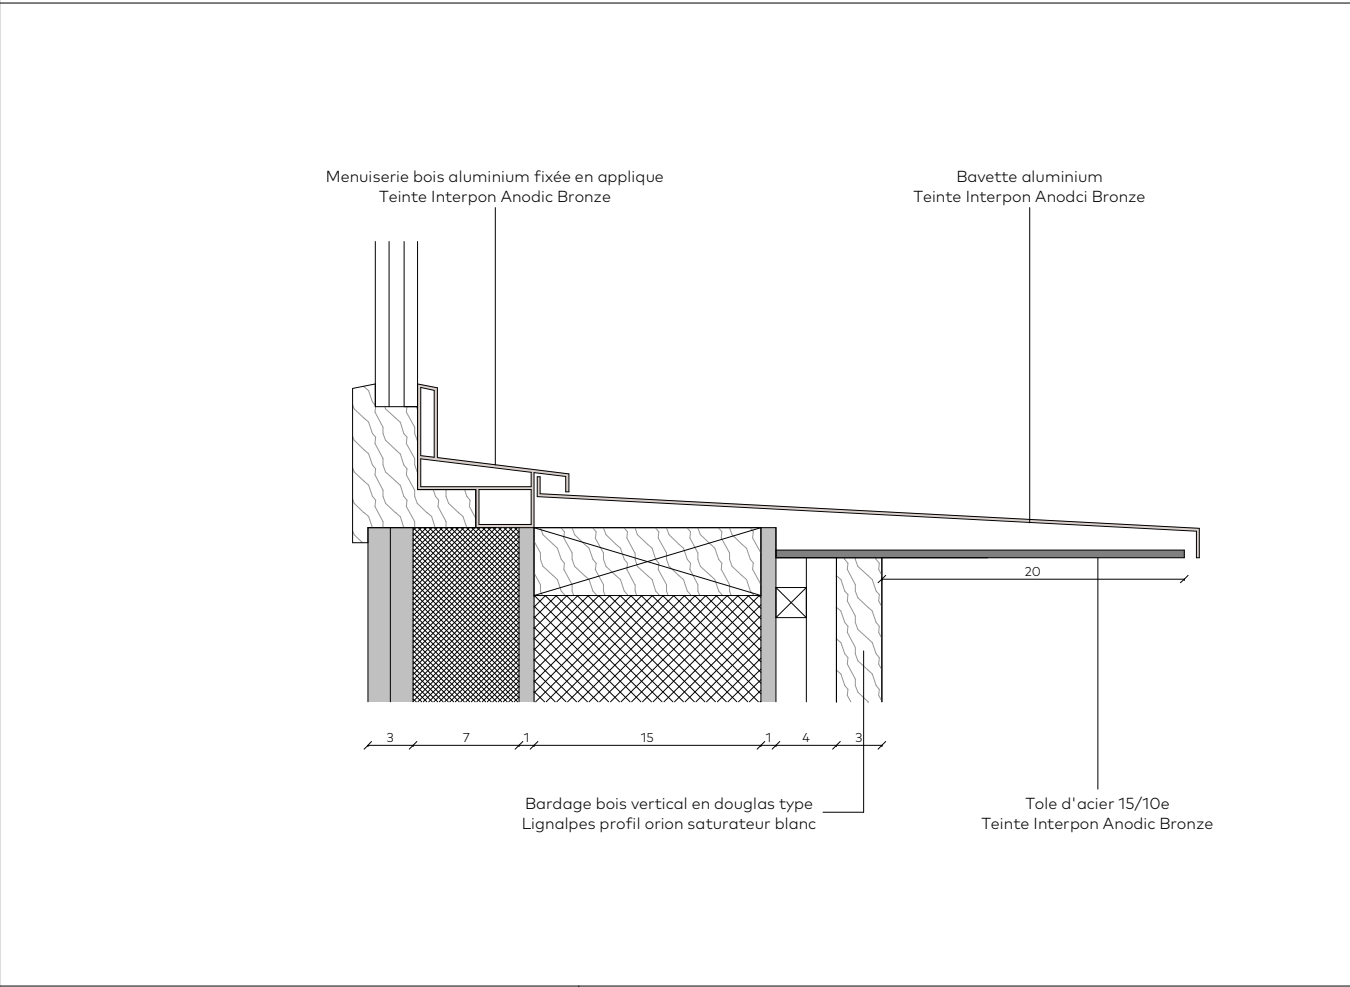 Menuiserie bois aluminium fixée en applique
Teinte Interpon Anodic Bronze
Bavette aluminium
Teinte Interpon Anodci Bronze
20
3 7 1 15 1 4 3
Bardage bois vertical en douglas type
Lignalpes profil orion saturateur blanc
Tole d'acier 15/10e
Teinte Interpon Anodic Bronze